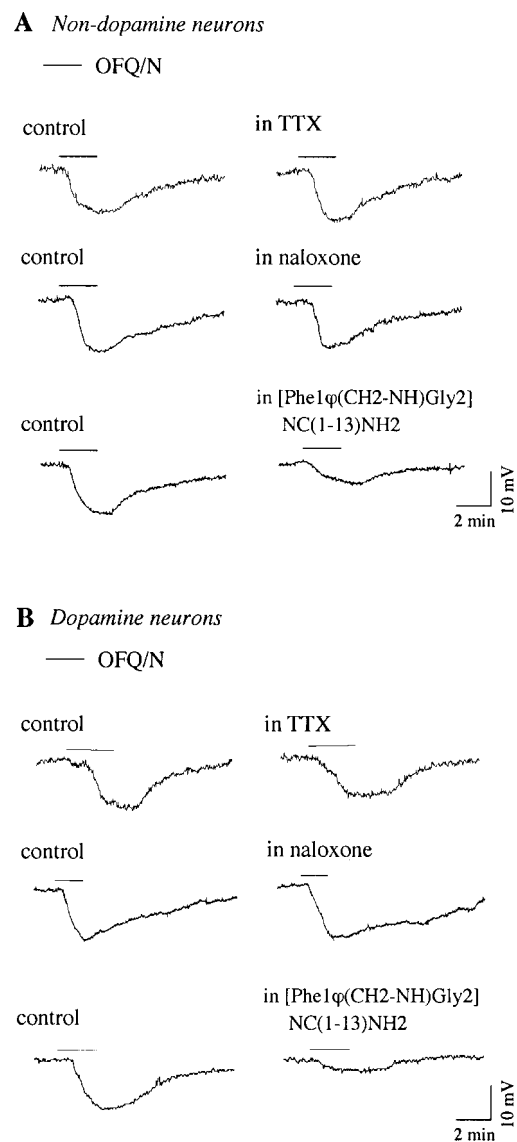 A Non-dopamine neurons
OFQ/N
control
in TTX
control
in naloxone
control
in [Phe1φ(CH2-NH)Gly2]
NC(1-13)NH2
10 mV
2 min
B Dopamine neurons
OFQ/N
control
in TTX
control
in naloxone
control
in [Phe1φ(CH2-NH)Gly2]
NC(1-13)NH2
10 mV
2 min